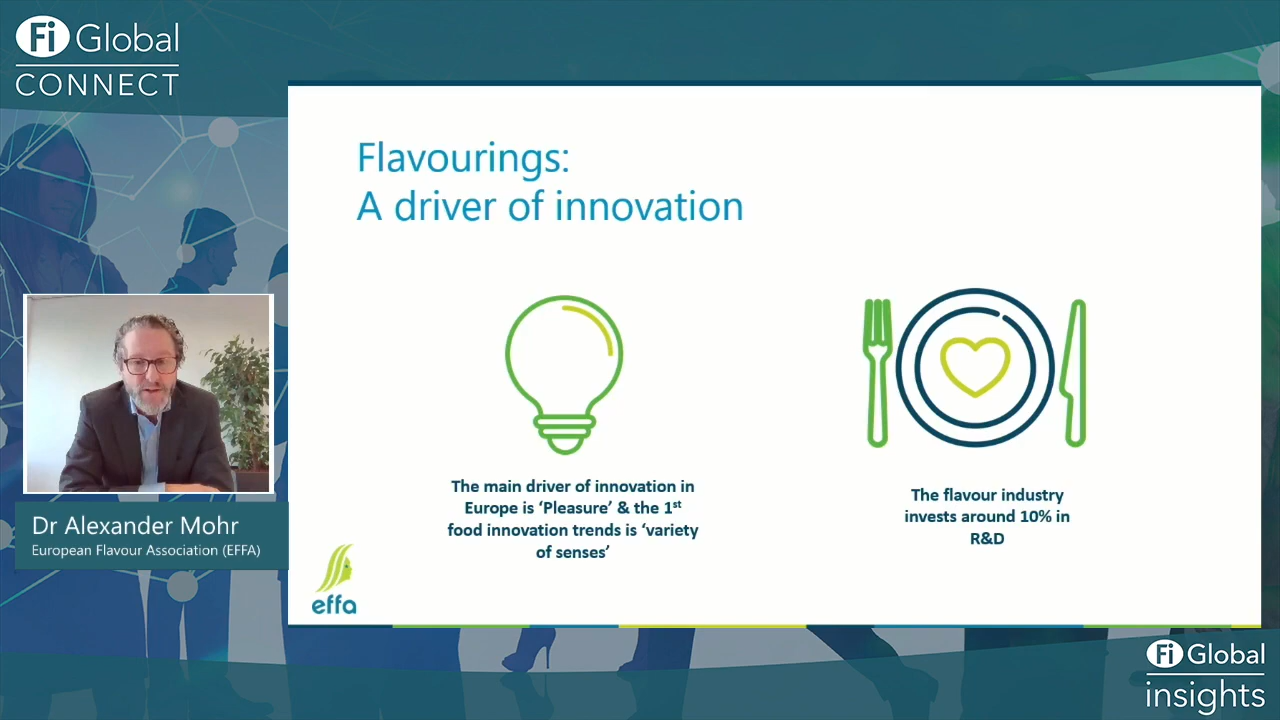 Fi Global
CONNECT
Flavourings:
A driver of innovation
The main driver of innovation in
Europe is ‘Pleasure’ & the 1st
food innovation trends is ‘variety
of senses’
The flavour industry
invests around 10% in
R&D
effa
Dr Alexander Mohr
European Flavour Association (EFFA)
Fi Global
insights